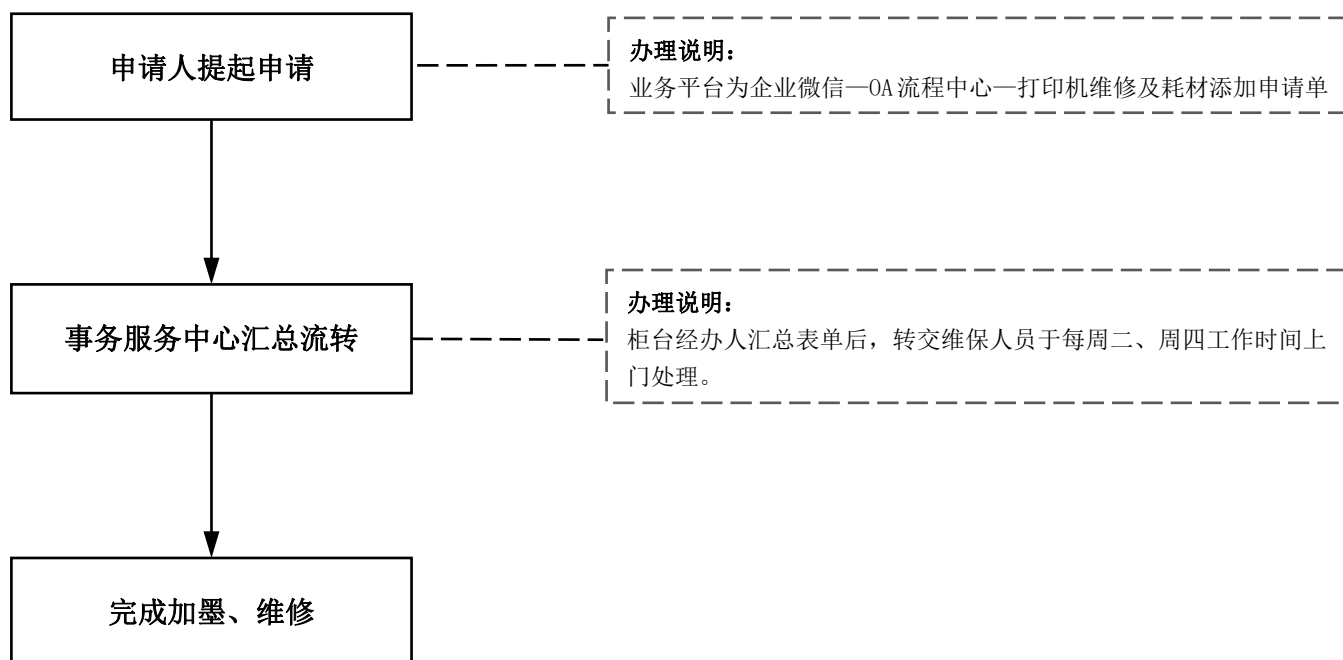 申请人提起申请
办理说明：
业务平台为企业微信—OA流程中心—打印机维修及耗材添加申请单
事务服务中心汇总流转
办理说明：
柜台经办人汇总表单后，转交维保人员于每周二、周四工作时间上
门处理。
完成加墨、维修